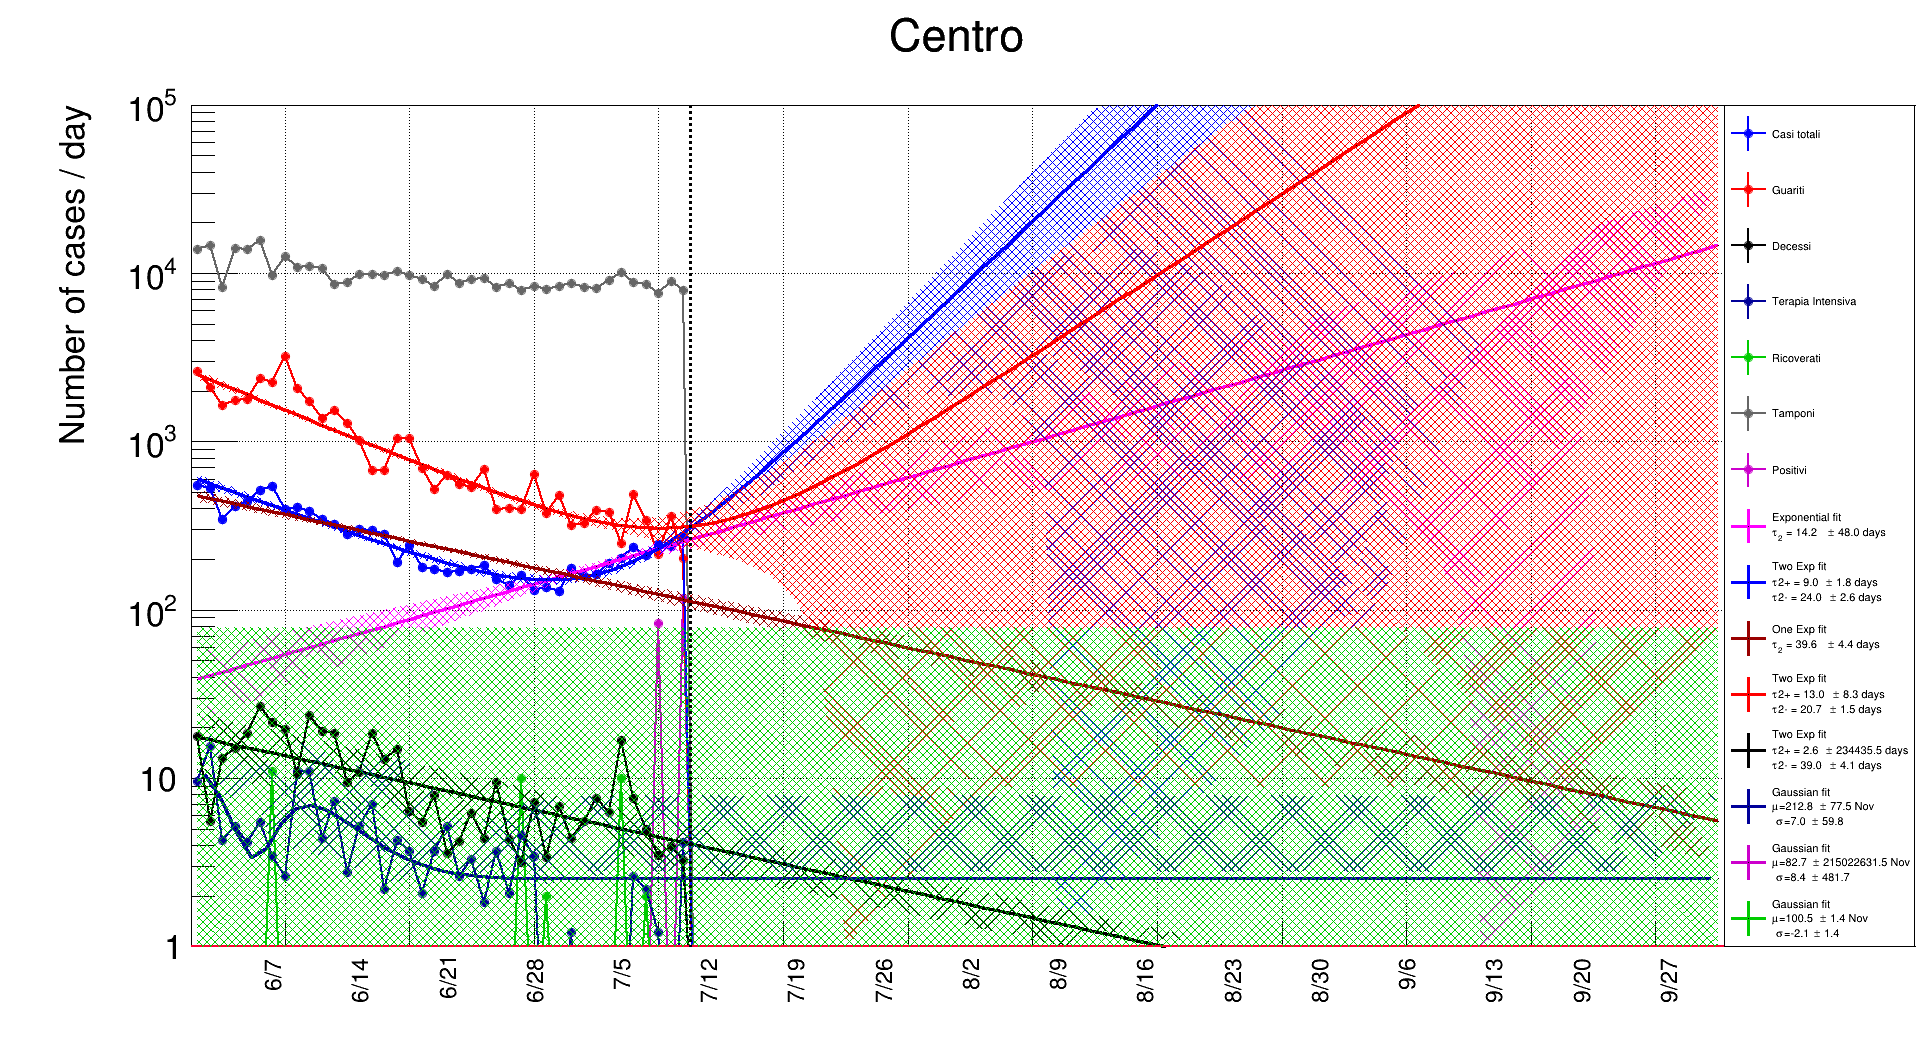 Centro
Number of cases / day
10^5
10^4
10^3
10^2
10
1
6/7
6/14
6/21
6/28
7/5
7/12
7/19
7/26
8/2
8/9
8/16
8/23
8/30
9/6
9/13
9/20
9/27
Casi totali
Guariti
Decessi
Terapia Intensiva
Ricoverati
Tamponi
Positivi
Exponential fit
τ_2 = 14.2 ± 48.0 days
Two Exp fit
τ2+ = 9.0 ± 1.8 days
τ2- = 24.0 ± 2.6 days
One Exp fit
τ_2 = 39.6 ± 4.4 days
Two Exp fit
τ2+ = 13.0 ± 8.3 days
τ2- = 20.7 ± 1.5 days
Two Exp fit
τ2+ = 2.6 ± 234435.5 days
τ2- = 39.0 ± 4.1 days
Gaussian fit
μ=212.8 ± 77.5 Nov
σ=7.0 ± 59.8
Gaussian fit
μ=82.7 ± 215022631.5 Nov
σ=8.4 ± 481.7
Gaussian fit
μ=100.5 ± 1.4 Nov
σ=-2.1 ± 1.4